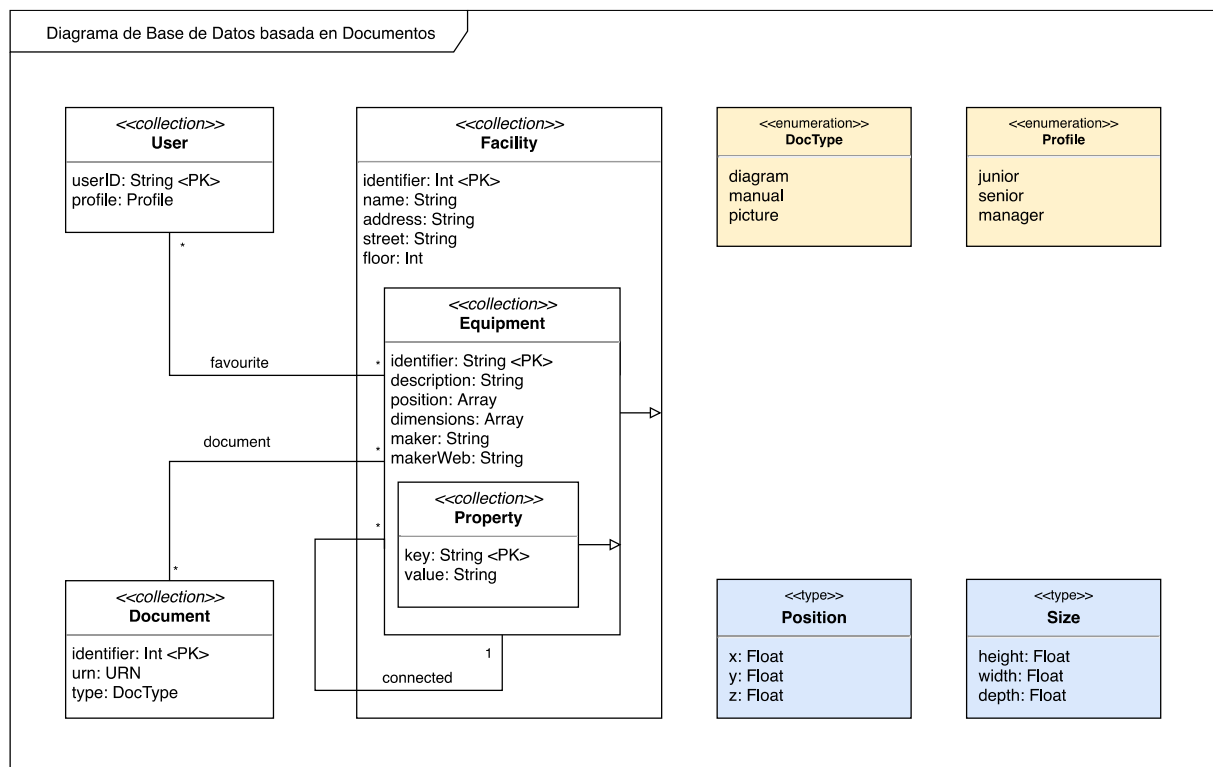 Diagrama de Base de Datos basada en Documentos
<<collection>>
User
userID: String <PK>
profile: Profile
*
favourite
*
<<collection>>
Facility
identifier: Int <PK>
name: String
address: String
street: String
floor: Int
<<collection>>
Equipment
identifier: String <PK>
description: String
position: Array
dimensions: Array
maker: String
makerWeb: String
<<collection>>
Property
key: String <PK>
value: String
document
*
*
*
1
connected
<<collection>>
Document
identifier: Int <PK>
urn: URN
type: DocType
<<enumeration>>
DocType
diagram
manual
picture
<<enumeration>>
Profile
junior
senior
manager
<<type>>
Position
x: Float
y: Float
z: Float
<<type>>
Size
height: Float
width: Float
depth: Float